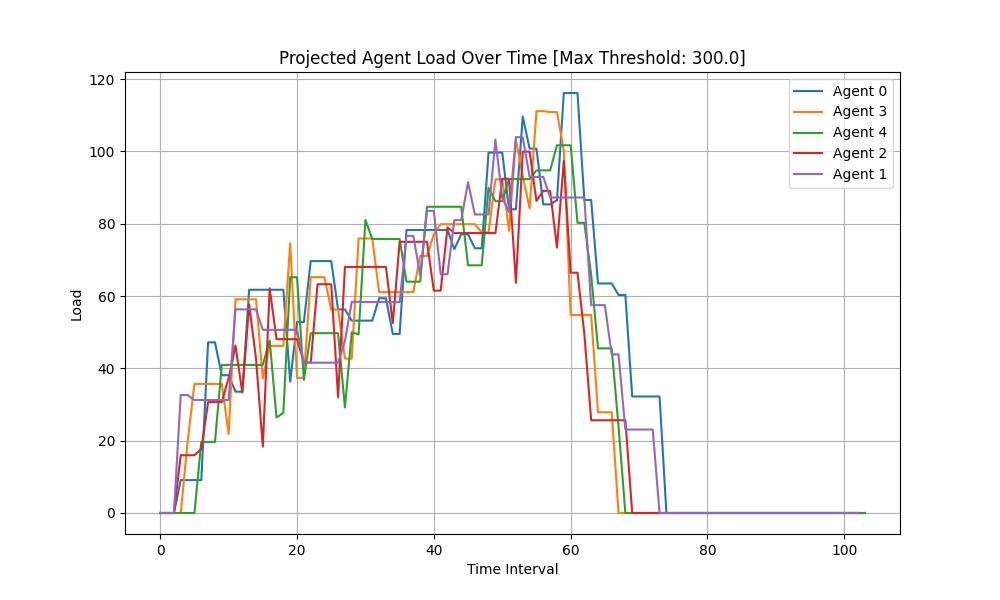 Projected Agent Load Over Time [Max Threshold: 300.0]
Load
120
100
80
60
40
20
0
0 20 40 60 80 100
Time Interval
Agent 0
Agent 3
Agent 4
Agent 2
Agent 1